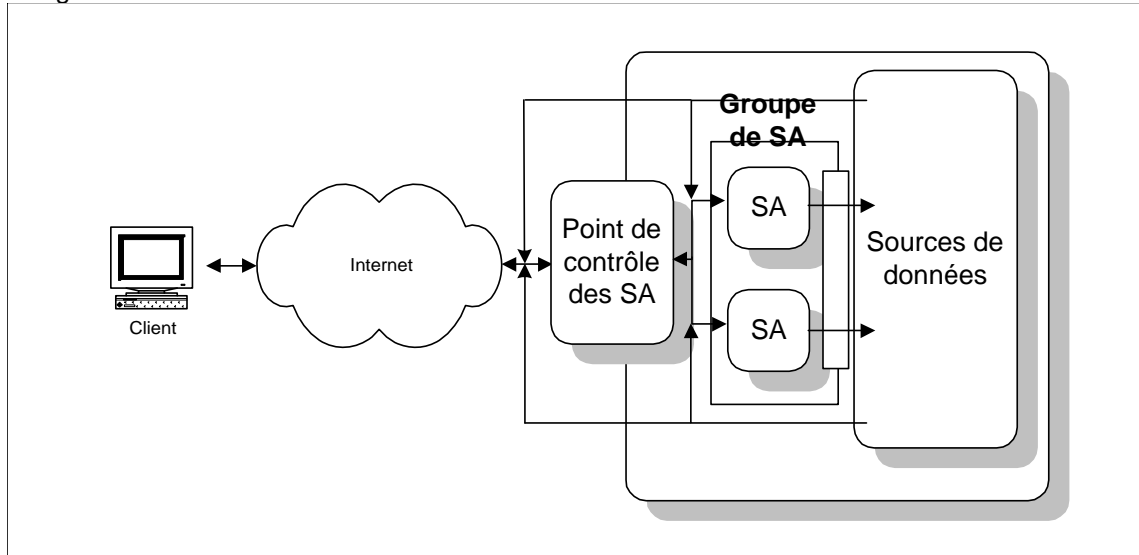 Groupe
de SA
SA
Point de
contrôle
des SA
Sources de
données
Internet
SA
Client